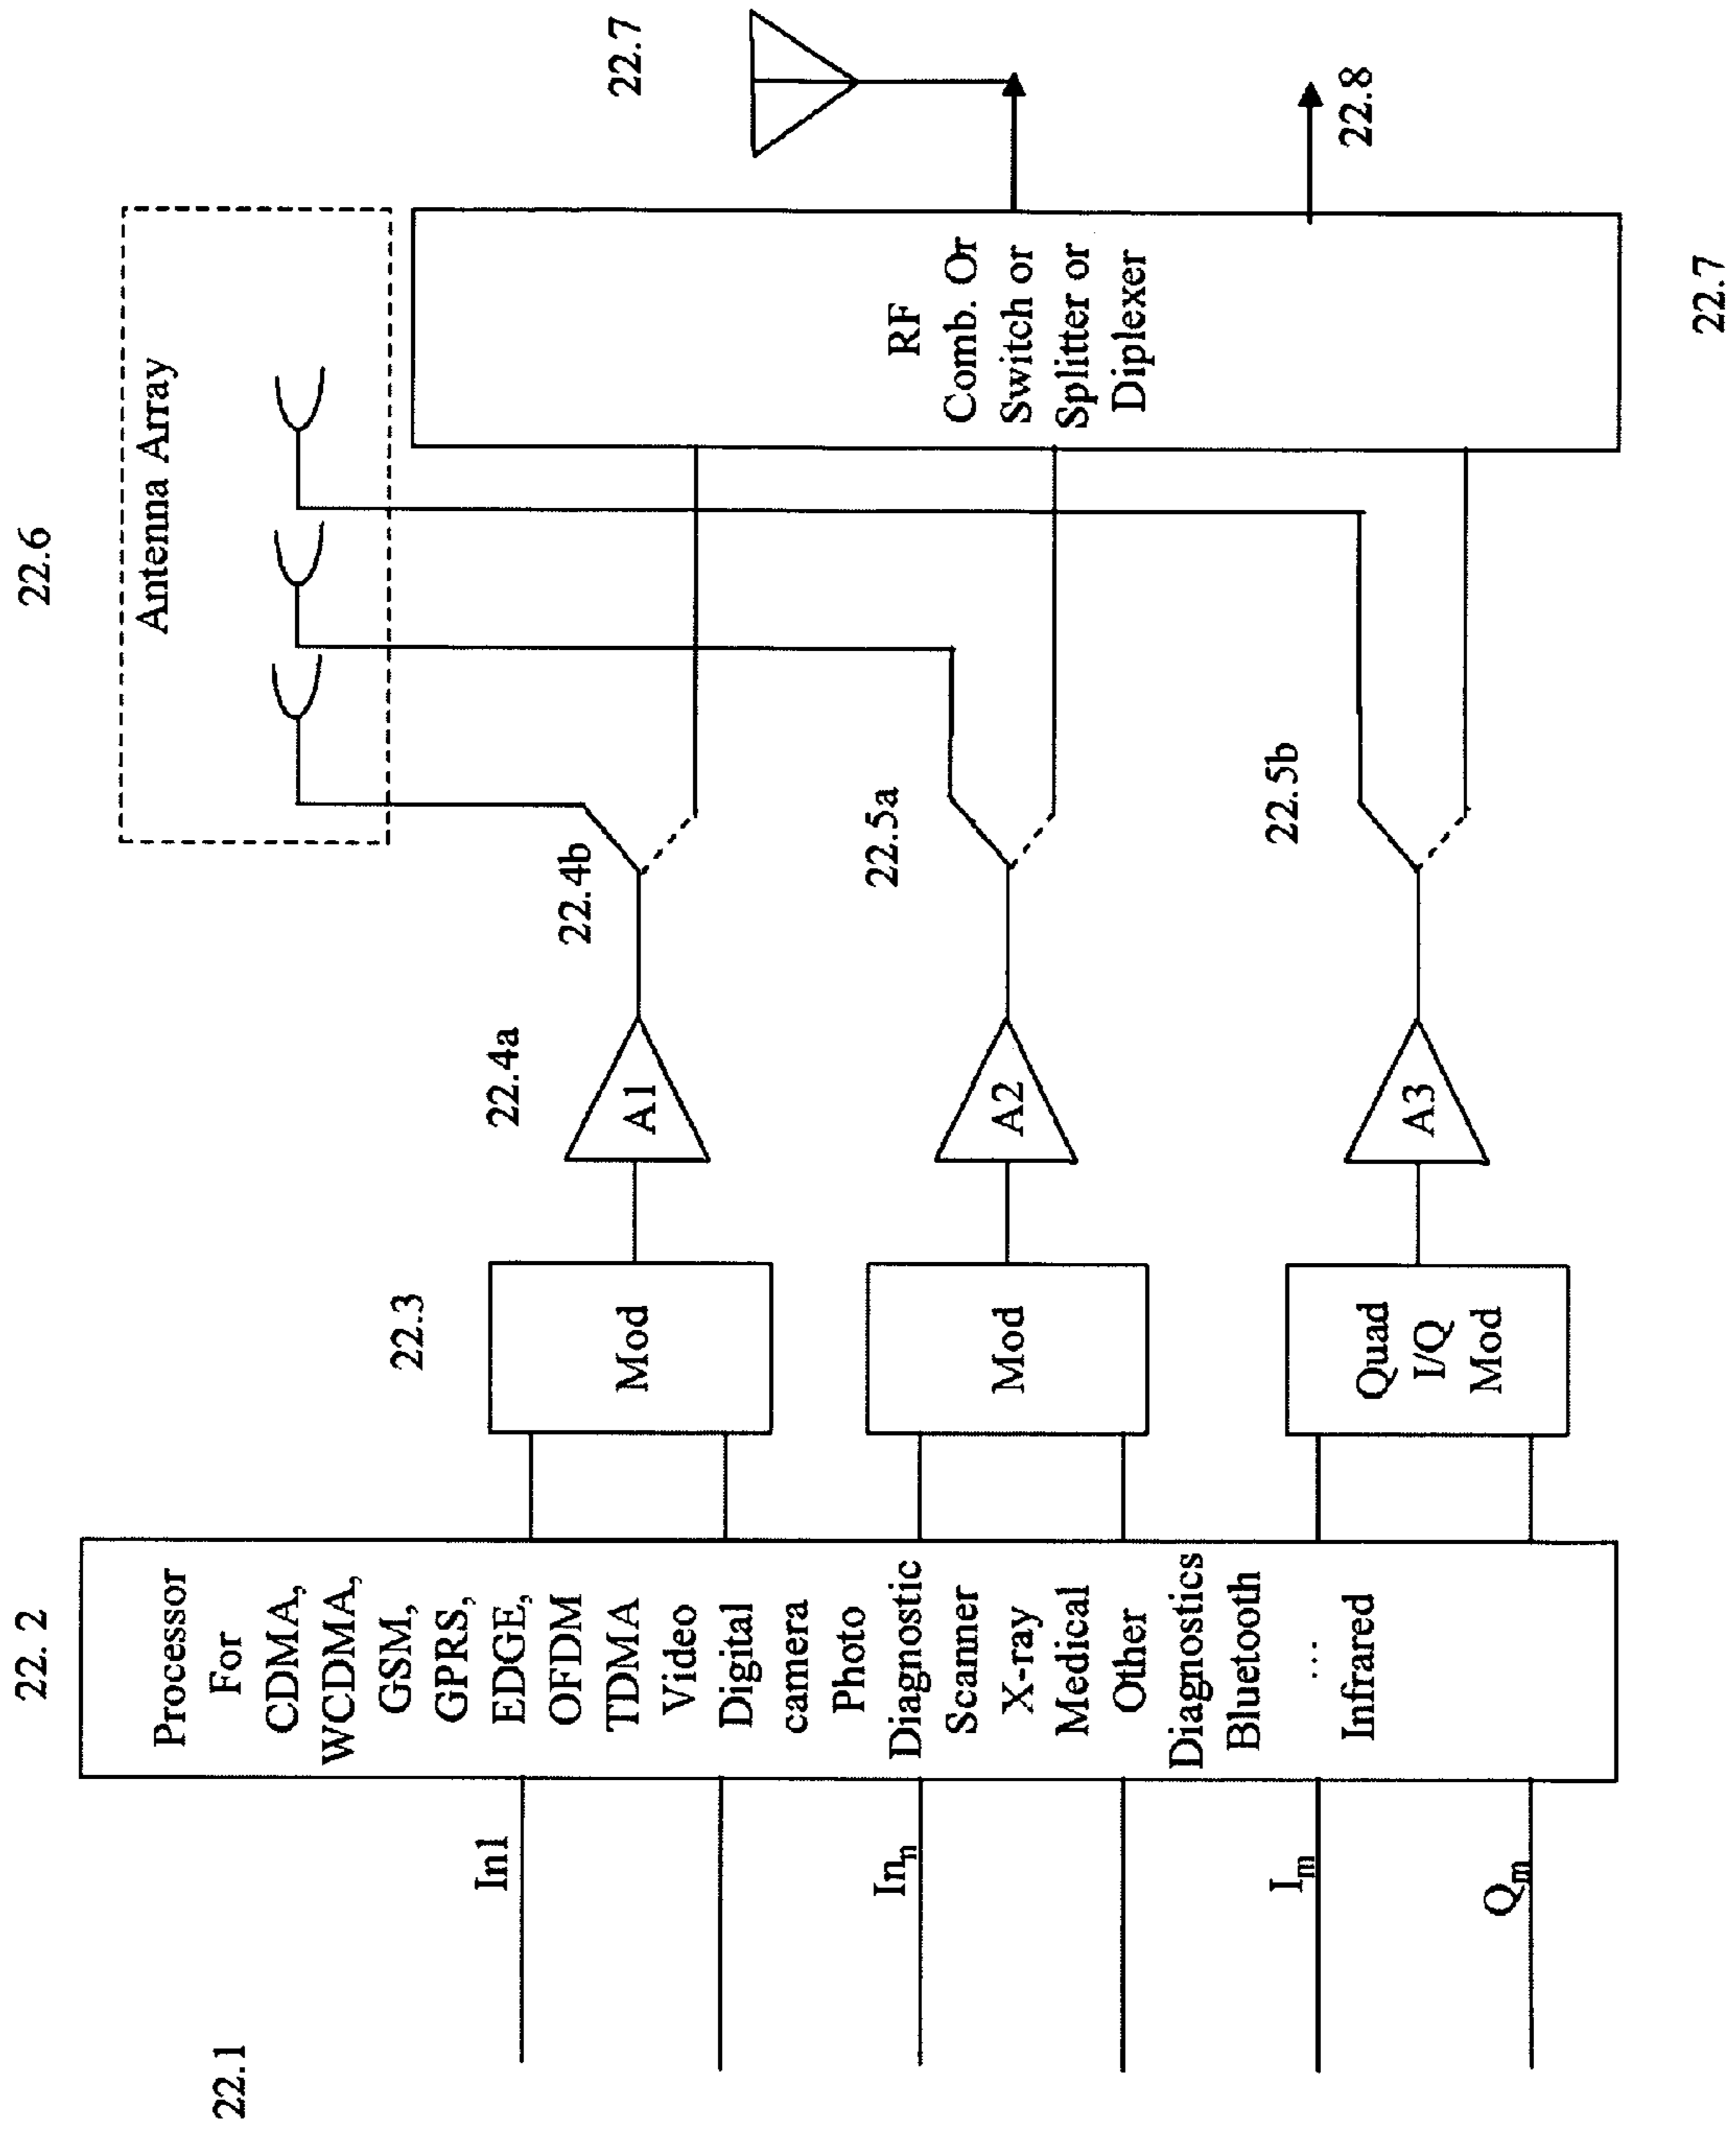 22.1
In1
In_n
I_m
Q_m
22. 2
Processor
For
CDMA,
WCDMA,
GSM,
GPRS,
EDGE,
OFDM
TDMA
Video
Digital
camera
Photo
Diagnostic
Scanner
X-ray
Medical
Other
Diagnostics
Bluetooth
...
Infrared
22.3
Mod
Mod
Quad
I/Q
Mod
22.4a
A1
A2
A3
22.4b
22.5a
22.5b
22.6
Antenna Array
RF
Comb. Or
Switch or
Splitter or
Diplexer
22.7
22.7
22.8